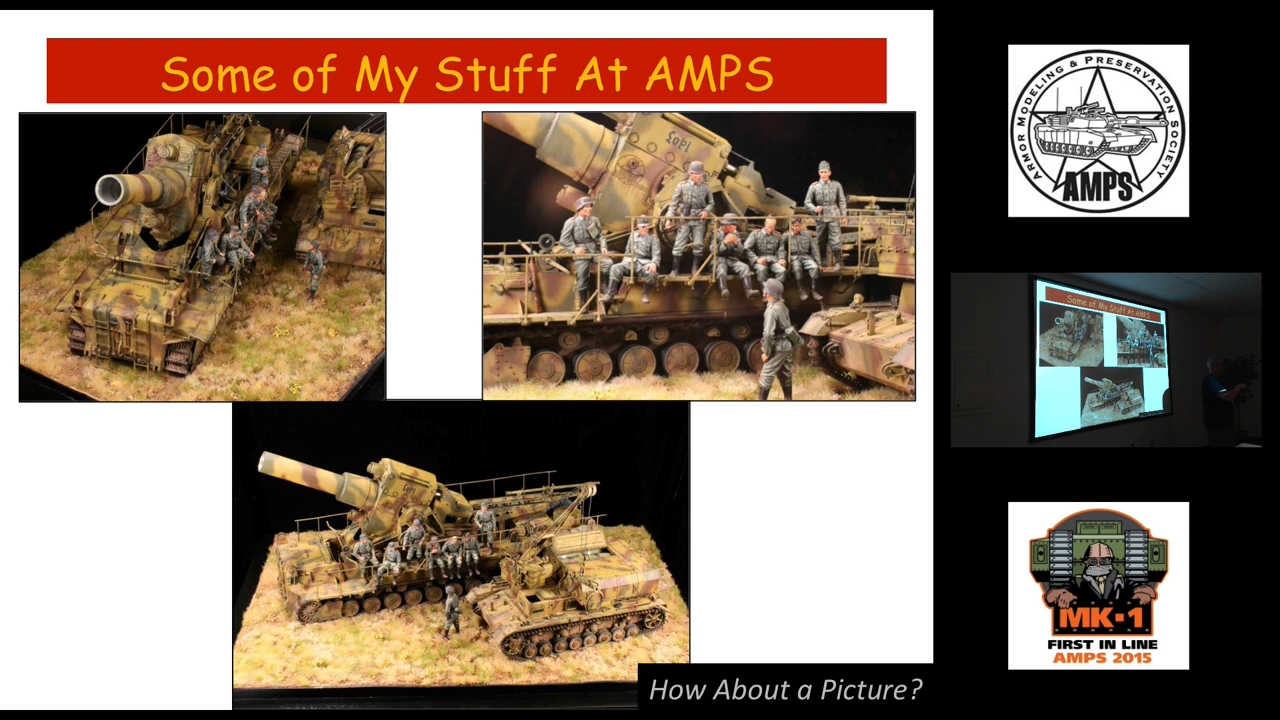 Some of My Stuff At AMPS
Loki
How About a Picture?
ARMOR MODELING & PRESERVATION SOCIETY
AMPS
Some of My Stuff At AMPS
MK-1
FIRST IN LINE
AMPS 2015